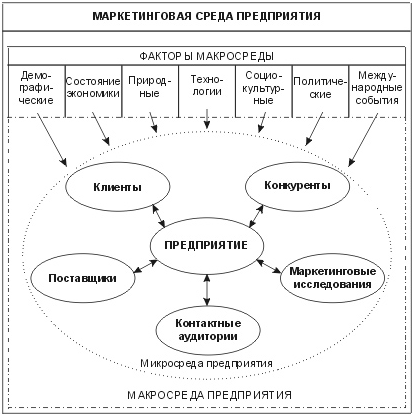 МАРКЕТИНГОВАЯ СРЕДА ПРЕДПРИЯТИЯ
ФАКТОРЫ МАКРОСРЕДЫ
Демо-
графи-
ческие
Состояние
экономики
Природ-
ные
Техно-
логии
Социо-
культур-
ные
Политиче-
ские
Между-
народные
события
Клиенты
Конкуренты
ПРЕДПРИЯТИЕ
Поставщики
Маркетинговые
исследования
Контактные
аудитории
Микросреда предприятия
МАКРОСРЕДА ПРЕДПРИЯТИЯ